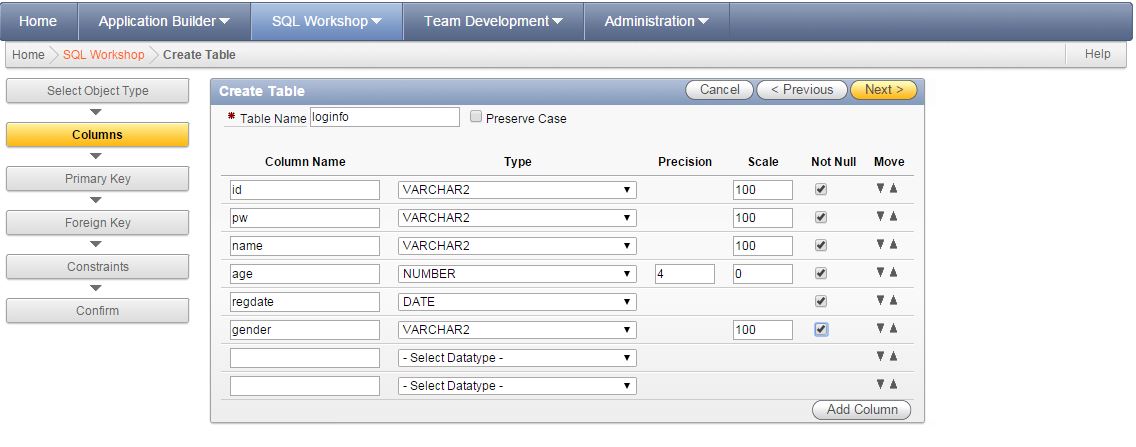 Home Application Builder SQL Workshop Team Development Administration
Home SQL Workshop Create Table Help
Select Object Type
Columns
Primary Key
Foreign Key
Constraints
Confirm
Create Table Cancel < Previous Next >
* Table Name loginfo Preserve Case
Column Name Type Precision Scale Not Null Move
id VARCHAR2 100
pw VARCHAR2 100
name VARCHAR2 100
age NUMBER 4 0
regdate DATE
gender VARCHAR2 100
- Select Datatype -
- Select Datatype -
Add Column